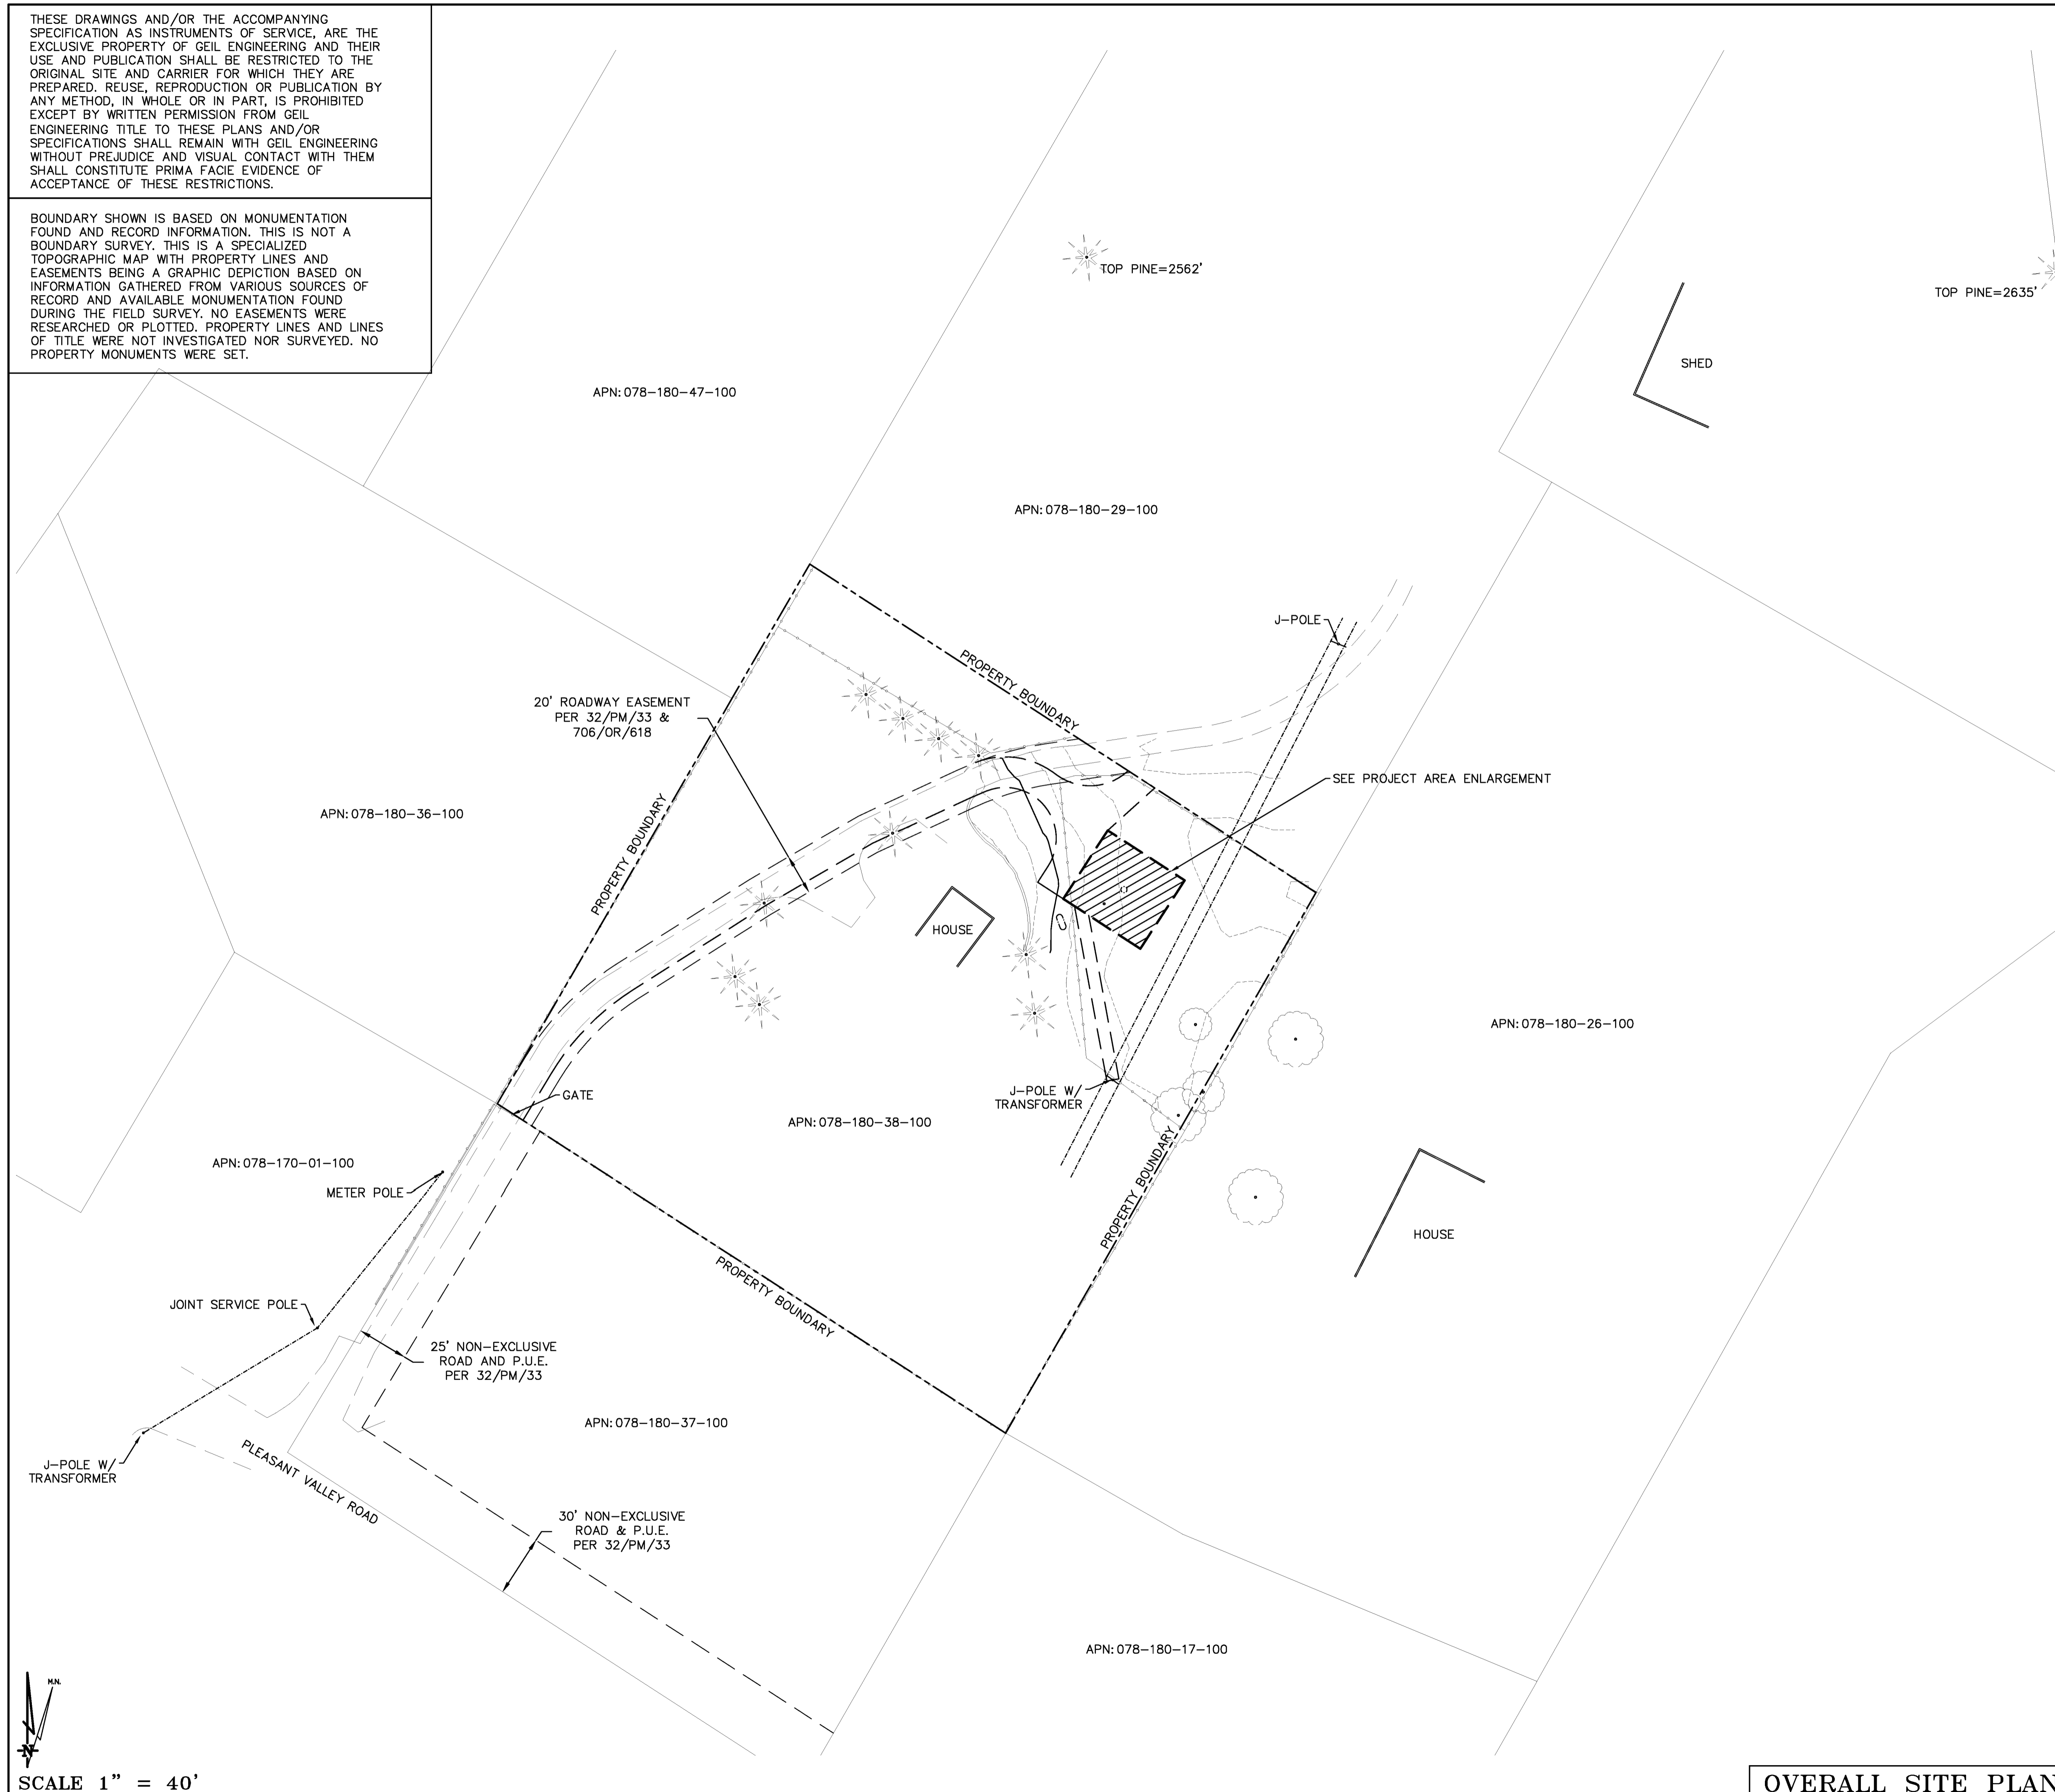 THESE DRAWINGS AND/OR THE ACCOMPANYING
SPECIFICATION AS INSTRUMENTS OF SERVICE, ARE THE
EXCLUSIVE PROPERTY OF GEIL ENGINEERING AND THEIR
USE AND PUBLICATION SHALL BE RESTRICTED TO THE
ORIGINAL SITE AND CARRIER FOR WHICH THEY ARE
PREPARED. REUSE, REPRODUCTION OR PUBLICATION BY
ANY METHOD, IN WHOLE OR IN PART, IS PROHIBITED
EXCEPT BY WRITTEN PERMISSION FROM GEIL
ENGINEERING TITLE TO THESE PLANS AND/OR
SPECIFICATIONS SHALL REMAIN WITH GEIL ENGINEERING
WITHOUT PREJUDICE AND VISUAL CONTACT WITH THEM
SHALL CONSTITUTE PRIMA FACIE EVIDENCE OF
ACCEPTANCE OF THESE RESTRICTIONS.
BOUNDARY SHOWN IS BASED ON MONUMENTATION
FOUND AND RECORD INFORMATION. THIS IS NOT A
BOUNDARY SURVEY. THIS IS A SPECIALIZED
TOPOGRAPHIC MAP WITH PROPERTY LINES AND
EASEMENTS BEING A GRAPHIC DEPICTION BASED ON
INFORMATION GATHERED FROM VARIOUS SOURCES OF
RECORD AND AVAILABLE MONUMENTATION FOUND
DURING THE FIELD SURVEY. NO EASEMENTS WERE
RESEARCHED OR PLOTTED. PROPERTY LINES AND LINES
OF TITLE WERE NOT INVESTIGATED NOR SURVEYED. NO
PROPERTY MONUMENTS WERE SET.
TOP PINE=2562'
TOP PINE=2635'
SHED
APN: 078-180-47-100
APN: 078-180-29-100
J-POLE
PROPERTY BOUNDARY
20' ROADWAY EASEMENT
PER 32/PM/33 &
706/OR/618
SEE PROJECT AREA ENLARGEMENT
APN: 078-180-36-100
PROPERTY BOUNDARY
HOUSE
APN: 078-180-26-100
J-POLE W/
TRANSFORMER
GATE
APN: 078-180-38-100
APN: 078-170-01-100
METER POLE
PROPERTY BOUNDARY
HOUSE
PROPERTY BOUNDARY
JOINT SERVICE POLE
25' NON-EXCLUSIVE
ROAD AND P.U.E.
PER 32/PM/33
APN: 078-180-37-100
J-POLE W/
TRANSFORMER
PLEASANT VALLEY ROAD
30' NON-EXCLUSIVE
ROAD & P.U.E.
PER 32/PM/33
APN: 078-180-17-100
M.N.
N
SCALE 1" = 40'
OVERALL SITE PLAN